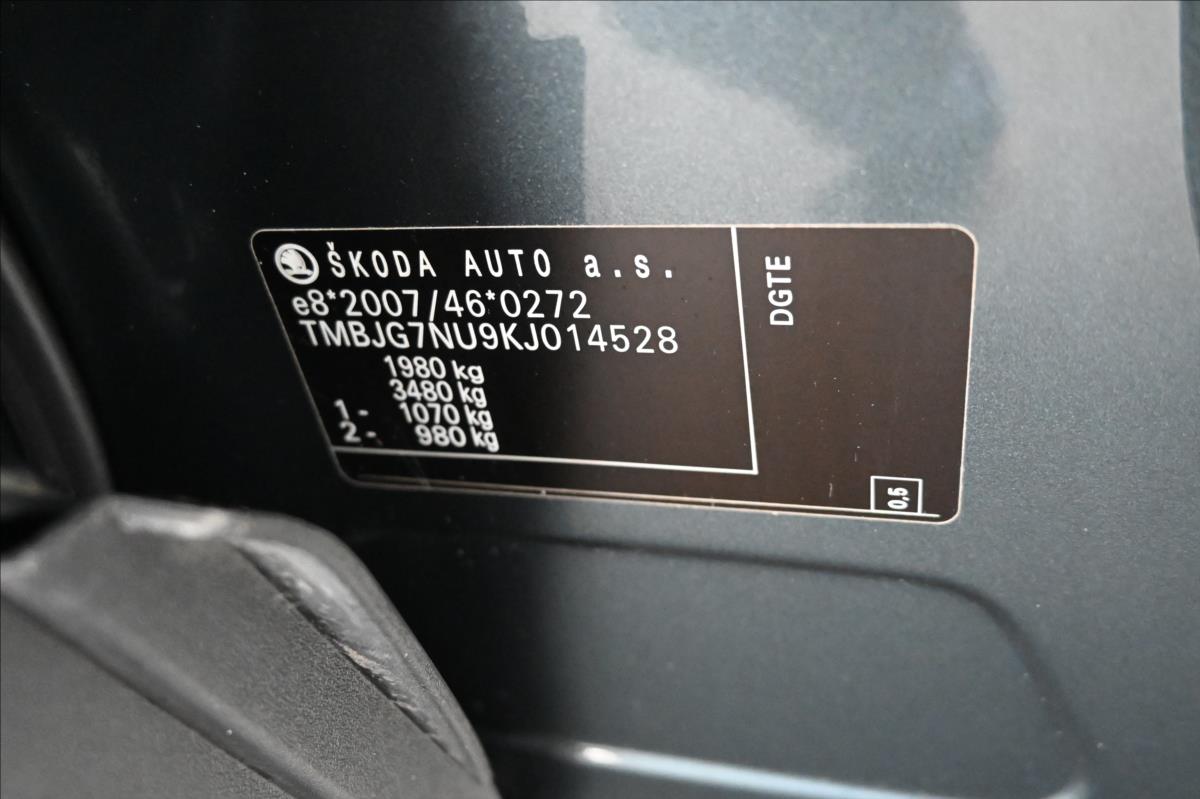 ŠKODA AUTO a.s.
e8*2007/46*0272
TMBJG7NU9KJ014528
1980 kg
3480 kg
1- 1070 kg
2- 980 kg
DGTE
0,5